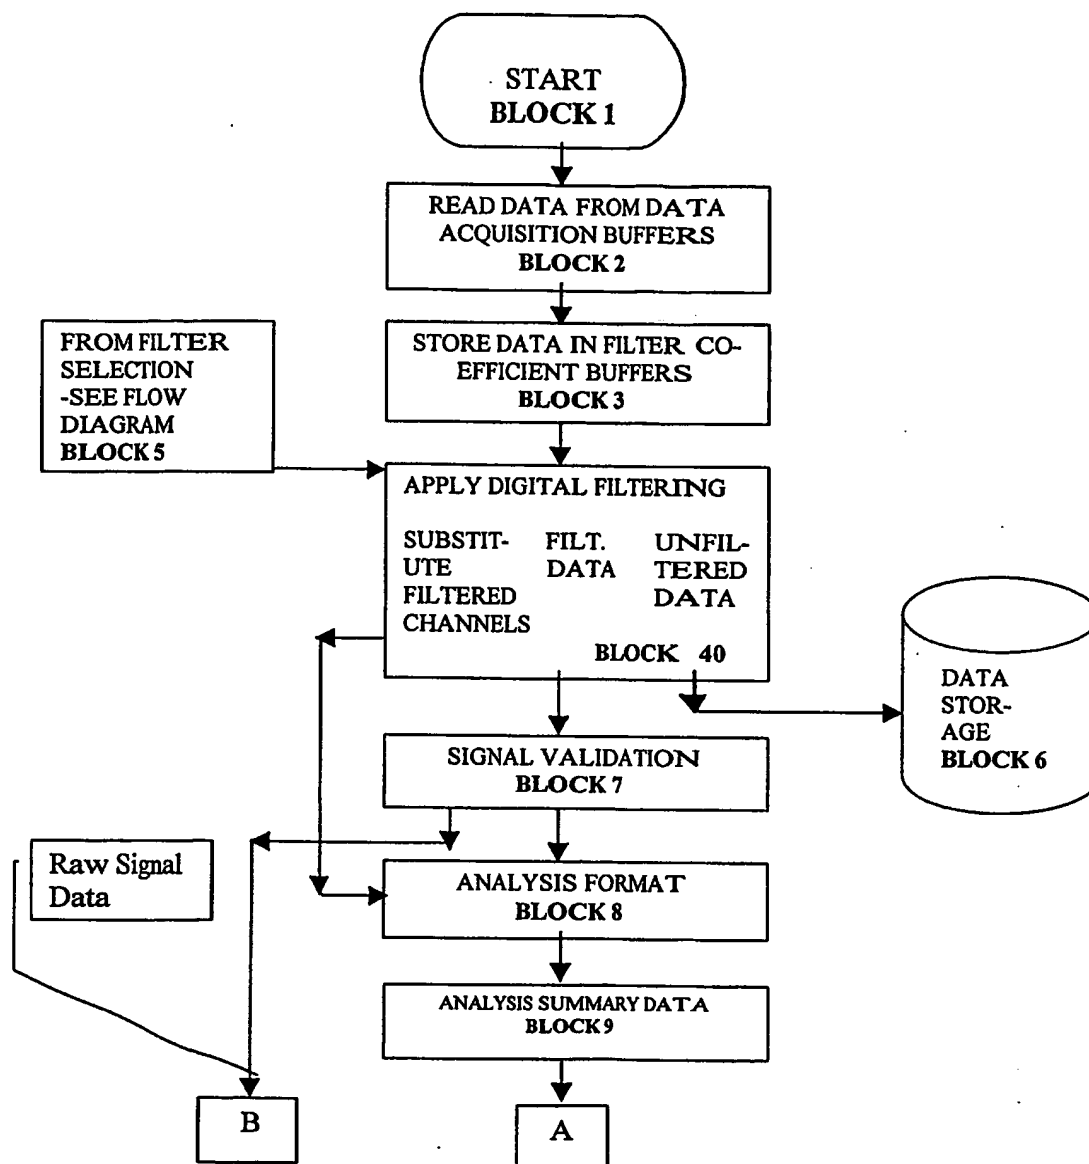 START
BLOCK 1
READ DATA FROM DATA
ACQUISITION BUFFERS
BLOCK 2
STORE DATA IN FILTER CO-
EFFICIENT BUFFERS
BLOCK 3
FROM FILTER
SELECTION
-SEE FLOW
DIAGRAM
BLOCK 5
APPLY DIGITAL FILTERING
SUBSTIT-
UTE
FILTERED
CHANNELS
FILT.
DATA
UNFIL-
TERED
DATA
BLOCK 40
DATA
STOR-
AGE
BLOCK 6
SIGNAL VALIDATION
BLOCK 7
Raw Signal
Data
ANALYSIS FORMAT
BLOCK 8
ANALYSIS SUMMARY DATA
BLOCK 9
B
A